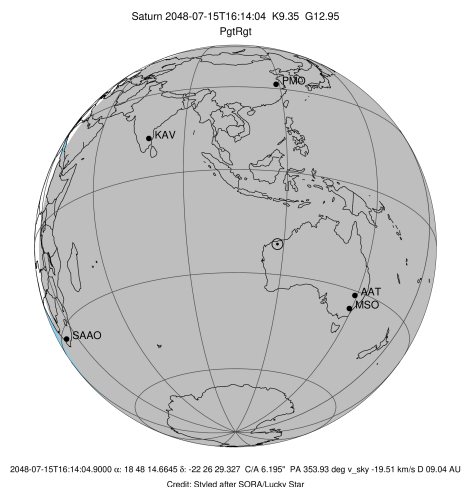 Saturn 2048-07-15T16:14:04 K9.35 G12.95
PgtRgt
PMO
KAV
AAT
MSO
SAAO
2048-07-15T16:14:04.9000 α: 18 48 14.6645 δ: -22 26 29.327 C/A 6.195" PA 353.93 deg v_sky -19.51 km/s D 09.04 AU
Credit: Styled after SORA/Lucky Star